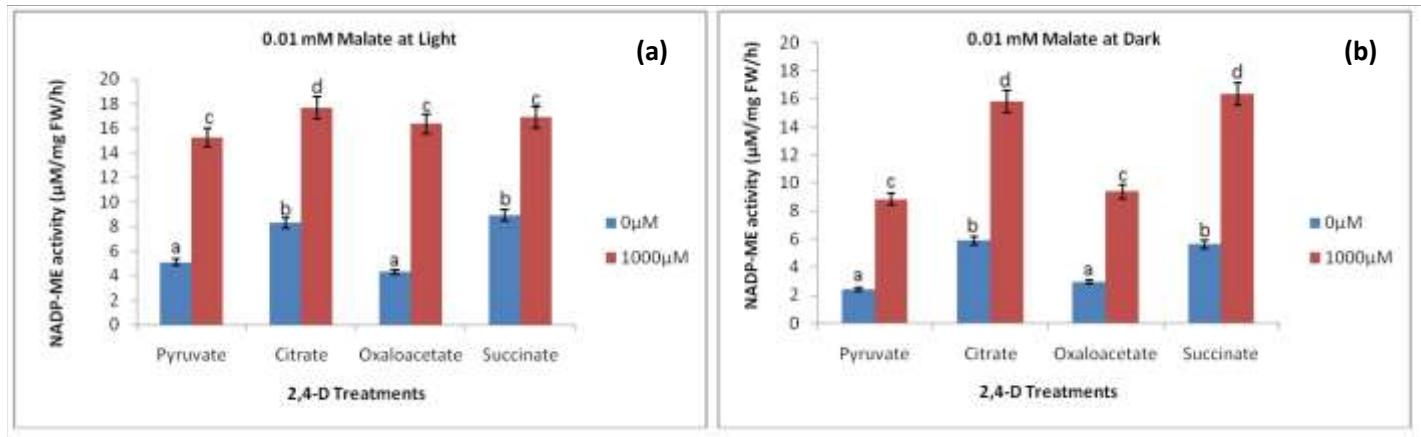 0.01 mM Malate at Light
(a)
NADP-ME activity (µM/mg FW/h)
20
18
16
14
12
10
8
6
4
2
0
a
c
b
d
a
c
b
c
Pyruvate Citrate Oxaloacetate Succinate
2,4-D Treatments
0µM
1000µM
0.01 mM Malate at Dark
(b)
NADP-ME activity (µM/mg FW/h)
20
18
16
14
12
10
8
6
4
2
0
a
c
b
d
a
c
b
d
Pyruvate Citrate Oxaloacetate Succinate
2,4-D Treatments
0µM
1000µM